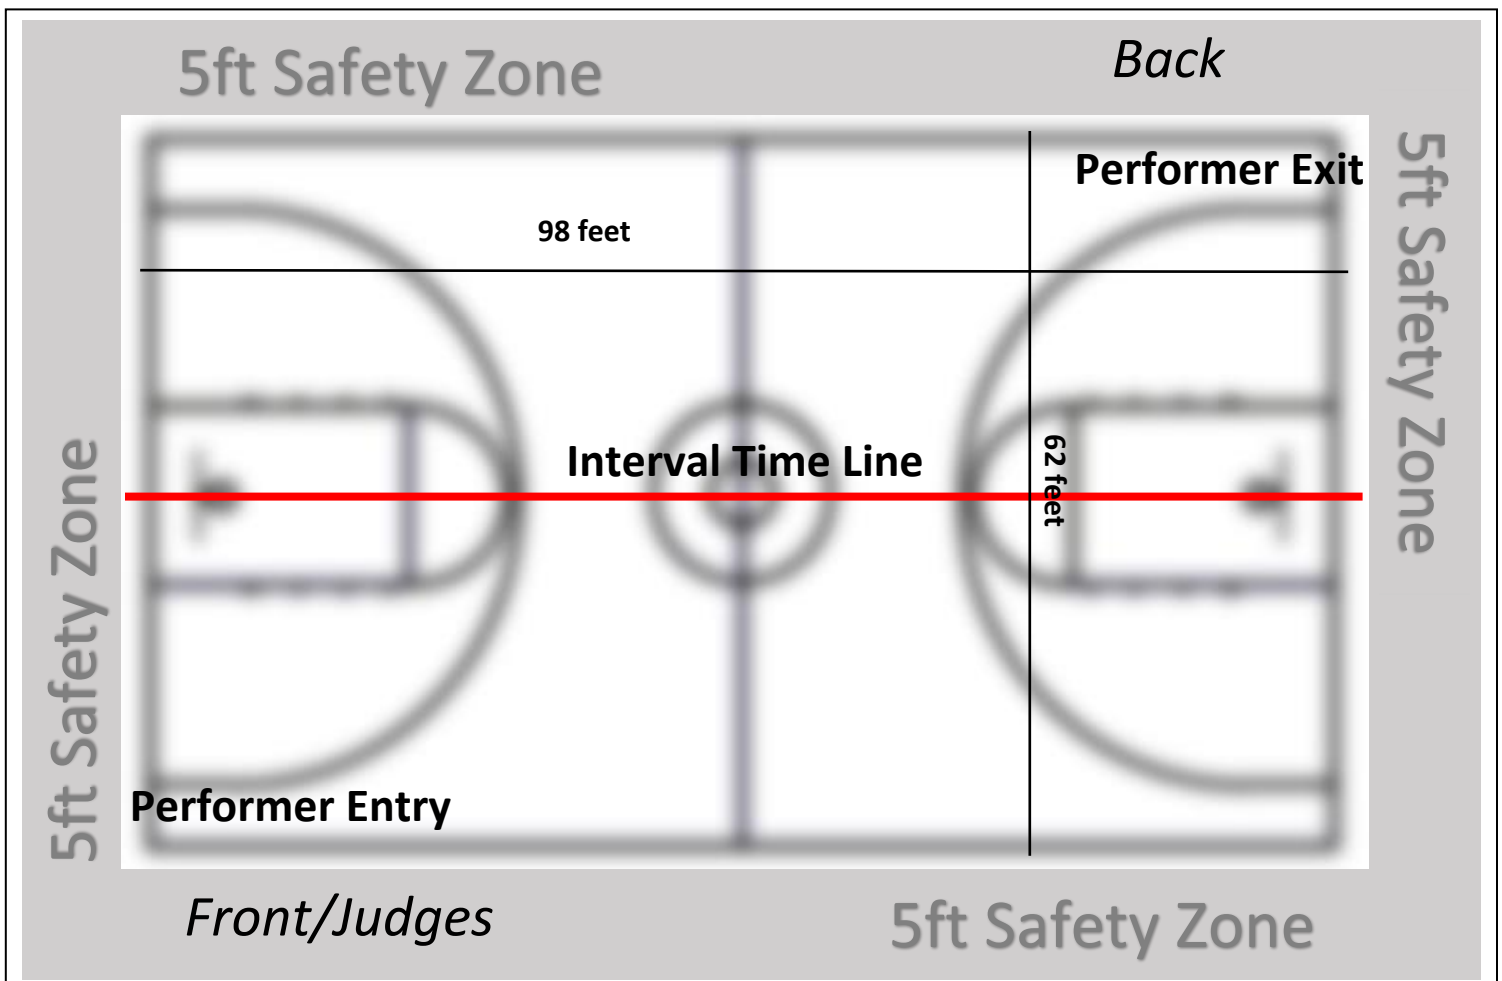 5ft Safety Zone
Back
5ft Safety Zone
Performer Exit
98 feet
Interval Time Line
62 feet
5ft Safety Zone
Performer Entry
Front/Judges
5ft Safety Zone